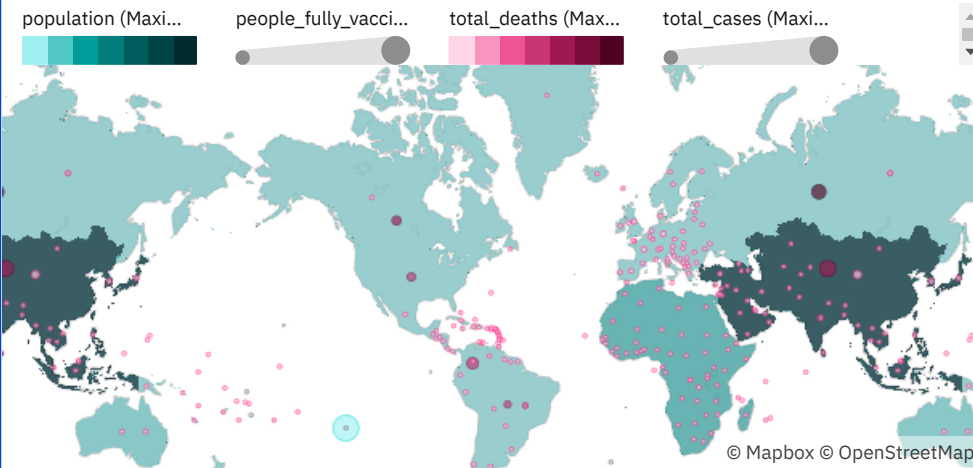 population (Maxi...
people_fully_vacci...
total_deaths (Max...
total_cases (Maxi...
© Mapbox © OpenStreetMap